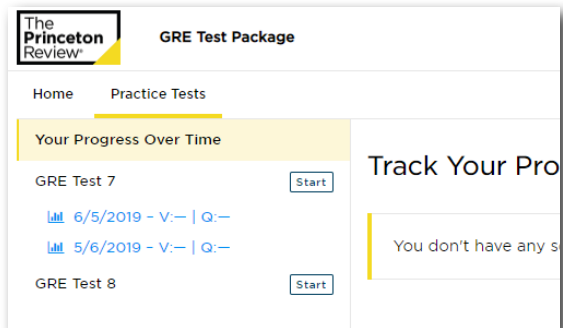 The
Princeton
Review®
GRE Test Package
Home Practice Tests
Your Progress Over Time
Track Your Pro
GRE Test 7 Start
6/5/2019 – V:— | Q:—
5/6/2019 – V:— | Q:—
You don't have any s
GRE Test 8 Start